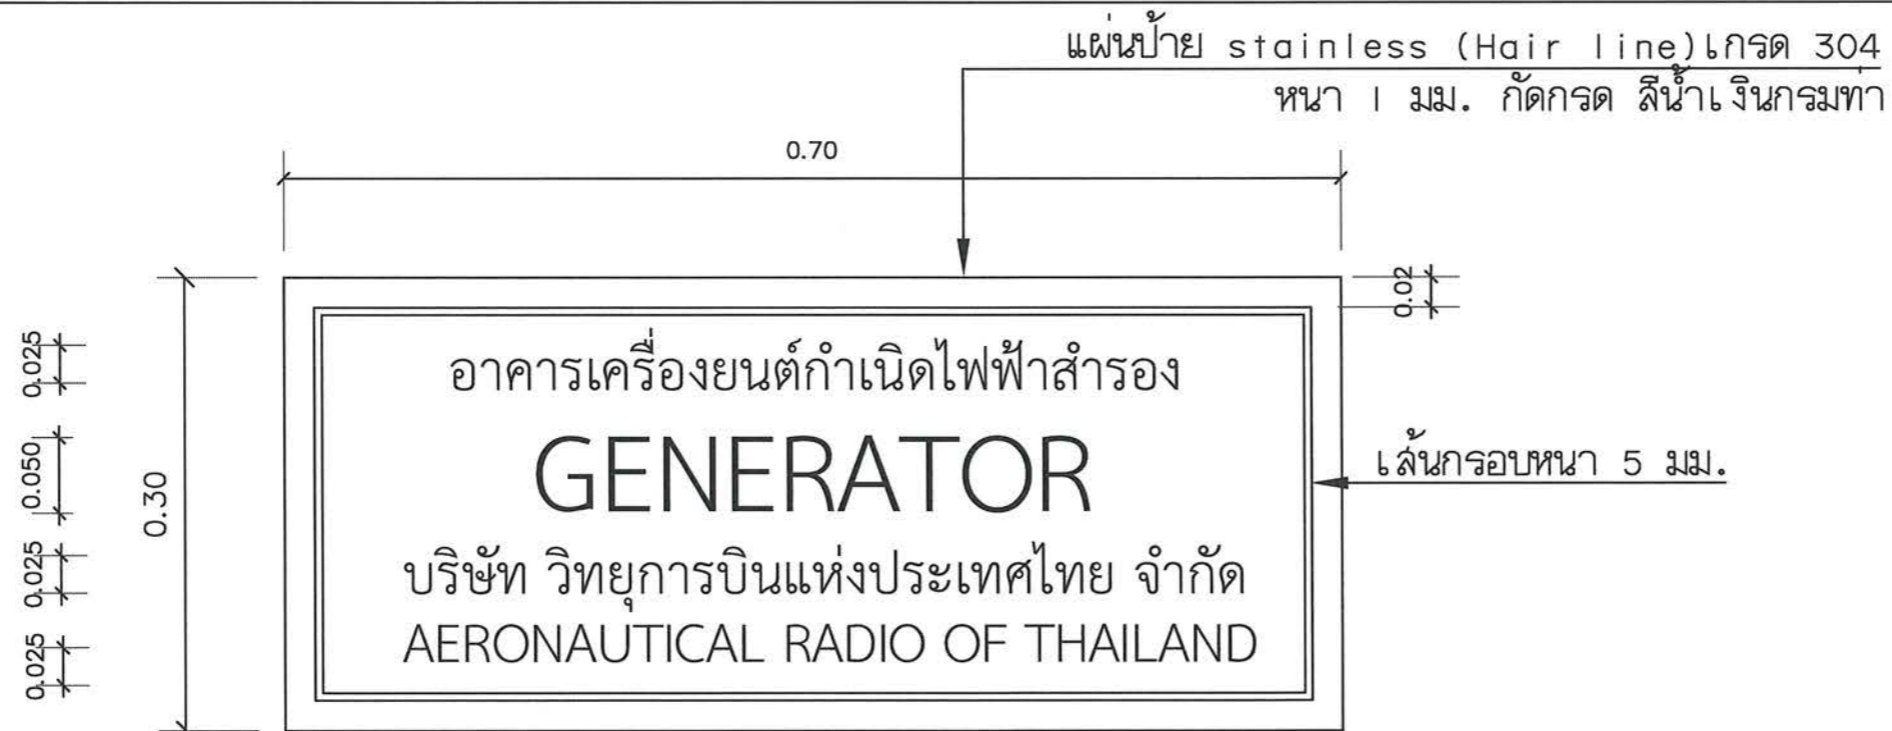 แผ่นป้าย stainless (Hair line)เกรด 304
หนา 1 มม. กัดกรด สีน้ำเงินกรมท่า
0.70
0.02
0.025
อาคารเครื่องยนต์กำเนิดไฟฟ้าสำรอง
0.050
0.30
GENERATOR
เส้นกรอบหนา 5 มม.
0.025
บริษัท วิทยุการบินแห่งประเทศไทย จำกัด
0.025
AERONAUTICAL RADIO OF THAILAND